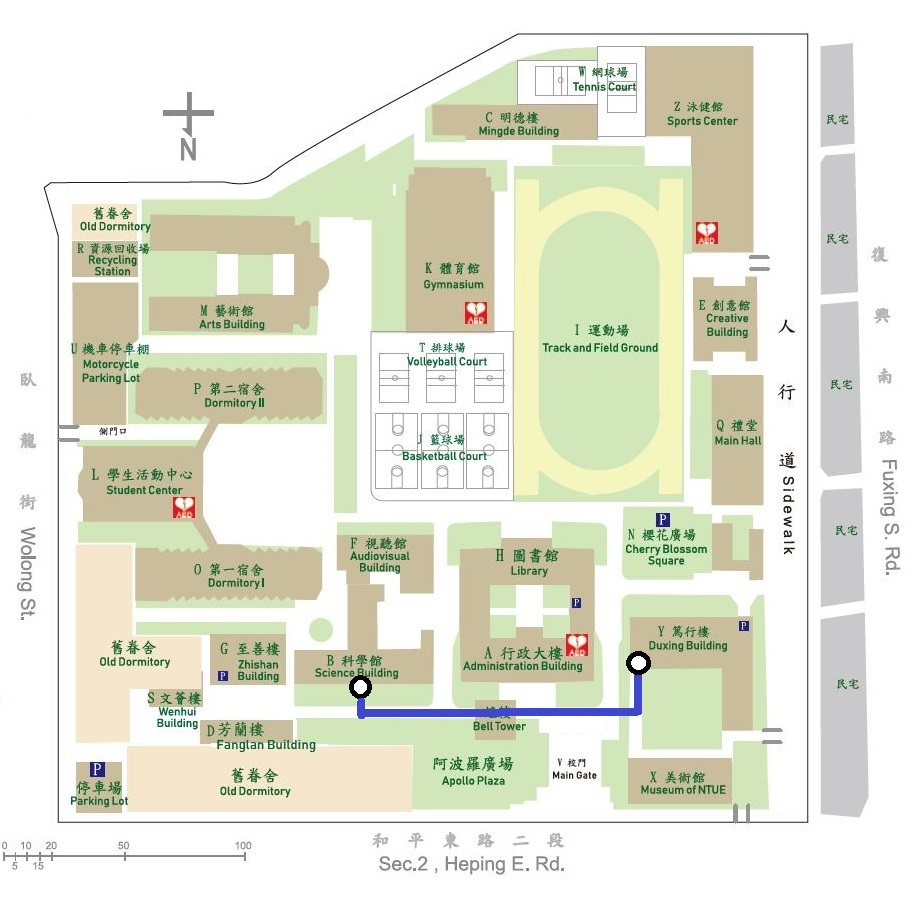 W 網球場
Tennis Court
C 明德樓
Mingde Building
Z 泳健館
Sports Center
民宅
N
舊眷舍
Old Dormitory
R 資源回收場
Recycling
Station
K 體育館
Gymnasium
AED
AED
民宅
復興南路 Fuxing S. Rd.
M 藝術館
Arts Building
E 創意館
Creative
Building
人行道 Sidewalk
I 運動場
Track and Field Ground
T 排球場
Volleyball Court
U 機車停車棚
Motorcycle
Parking Lot
P 第二宿舍
Dormitory II
民宅
臥龍街 Wolong St.
側門口
Q 禮堂
Main Hall
J 籃球場
Basketball Court
L 學生活動中心
Student Center
AED
P
N 櫻花廣場
Cherry Blossom
Square
民宅
F 視聽館
Audiovisual
Building
H 圖書館
Library
P
O 第一宿舍
Dormitory I
舊眷舍
Old Dormitory
G 至善樓
Zhishan
Building
P
B 科學館
Science Building
A 行政大樓
Administration Building
AED
Y 篤行樓
Duxing Building
P
民宅
S 文薈樓
Wenhui
Building
D 芳蘭樓
Fanglan Building
Bell Tower
P
停車場
Parking Lot
舊眷舍
Old Dormitory
阿波羅廣場
Apollo Plaza
V 校門
Main Gate
X 美術館
Museum of NTUE
和平東路二段
Sec.2 , Heping E. Rd.
0 10 20 50 100
5 15